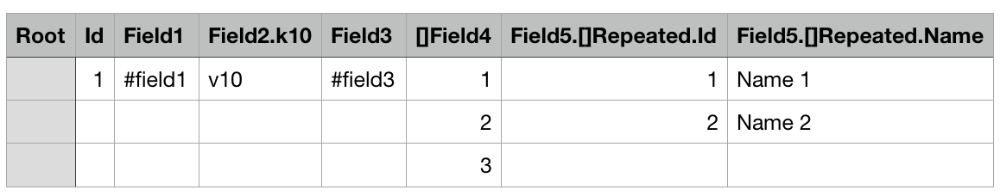 Root Id Field1 Field2.k10 Field3 []Field4 Field5.[]Repeated.Id Field5.[]Repeated.Name
1 #field1 v10 #field3 1 1 Name 1
2 2 Name 2
3